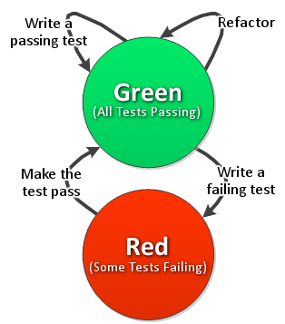 Write a
passing test
Refactor
Green
(All Tests Passing)
Make the
test pass
Write a
failing test
Red
(Some Tests Failing)